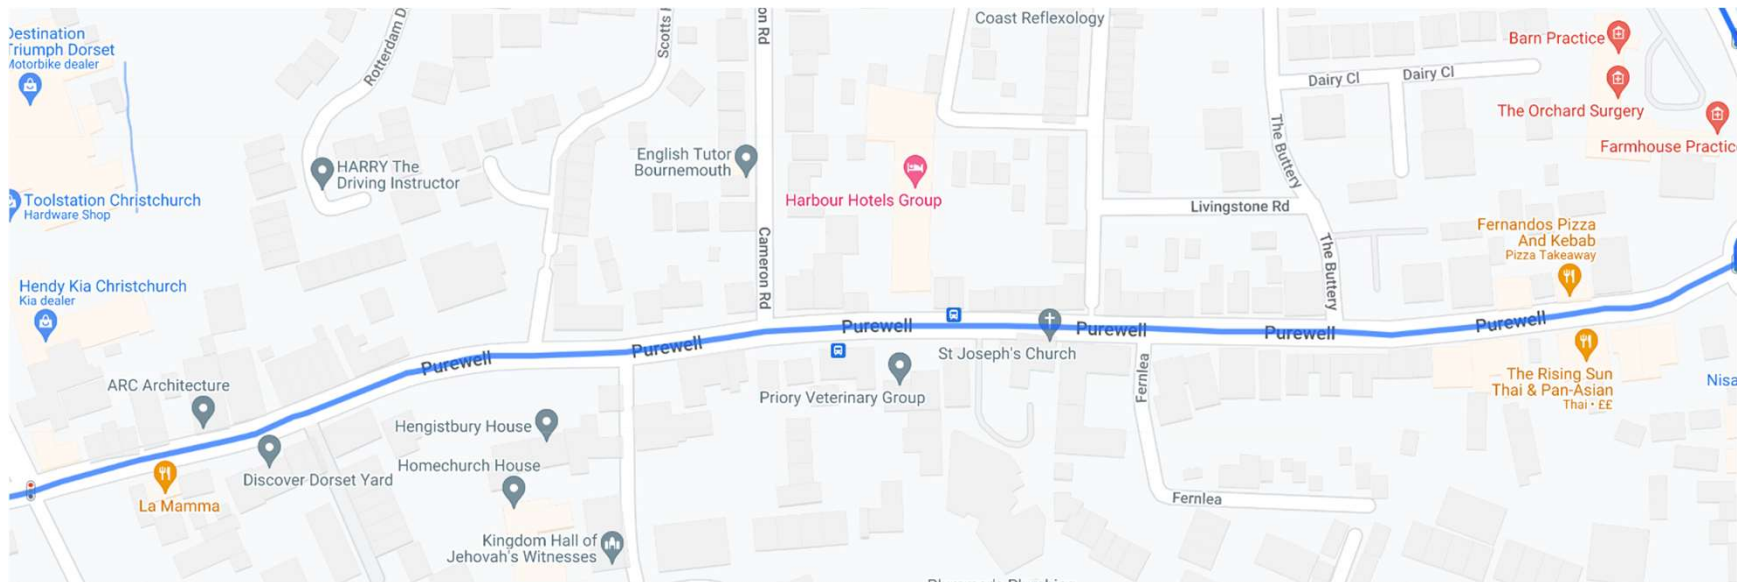 Destination
Triumph Dorset
Motorbike dealer
Rotterdam D
Scotts
on Rd
Coast Reflexology
Barn Practice
Dairy Cl
Dairy Cl
The Orchard Surgery
Farmhouse Practic
The Buttery
English Tutor
Bournemouth
HARRY The
Driving Instructor
Toolstation Christchurch
Hardware Shop
Harbour Hotels Group
Livingstone Rd
Fernandos Pizza
And Kebab
Pizza Takeaway
Cameron Rd
The Buttery
Hendy Kia Christchurch
Kia dealer
Purewell
Purewell
Purewell
Purewell
Purewell
Purewell
St Joseph's Church
Fernlea
The Rising Sun
Thai & Pan-Asian
Thai • ££
Nisa
ARC Architecture
Priory Veterinary Group
Hengistbury House
Homechurch House
Discover Dorset Yard
La Mamma
Fernlea
Kingdom Hall of
Jehovah's Witnesses